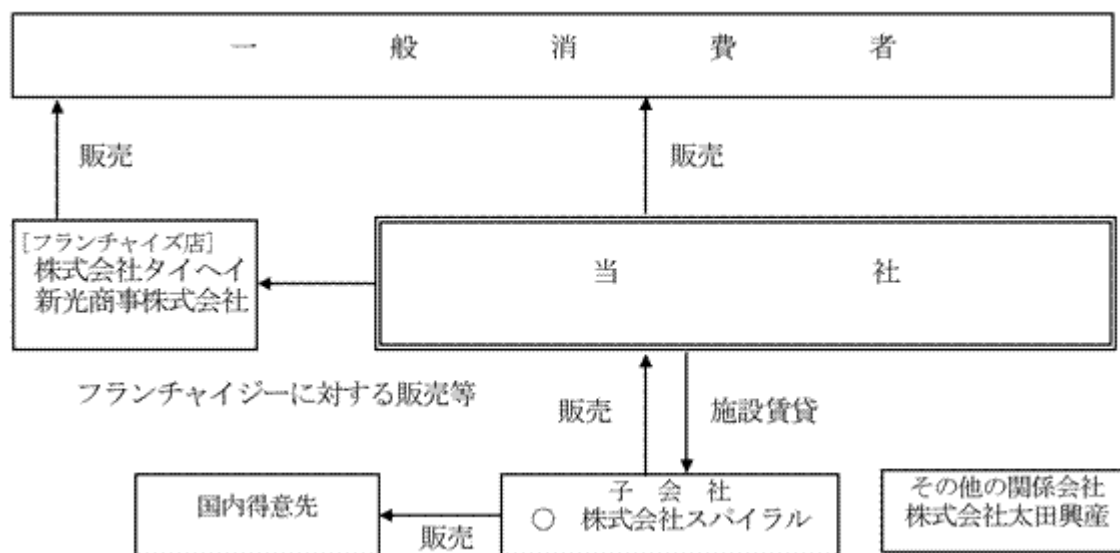 一般消費者
販売
販売
[フランチャイズ店]
株式会社タイヘイ
新光商事株式会社
当社
フランチャイジーに対する販売等
販売
施設賃貸
国内得意先
販売
子会社
○ 株式会社スパイラル
その他の関係会社
株式会社太田興産